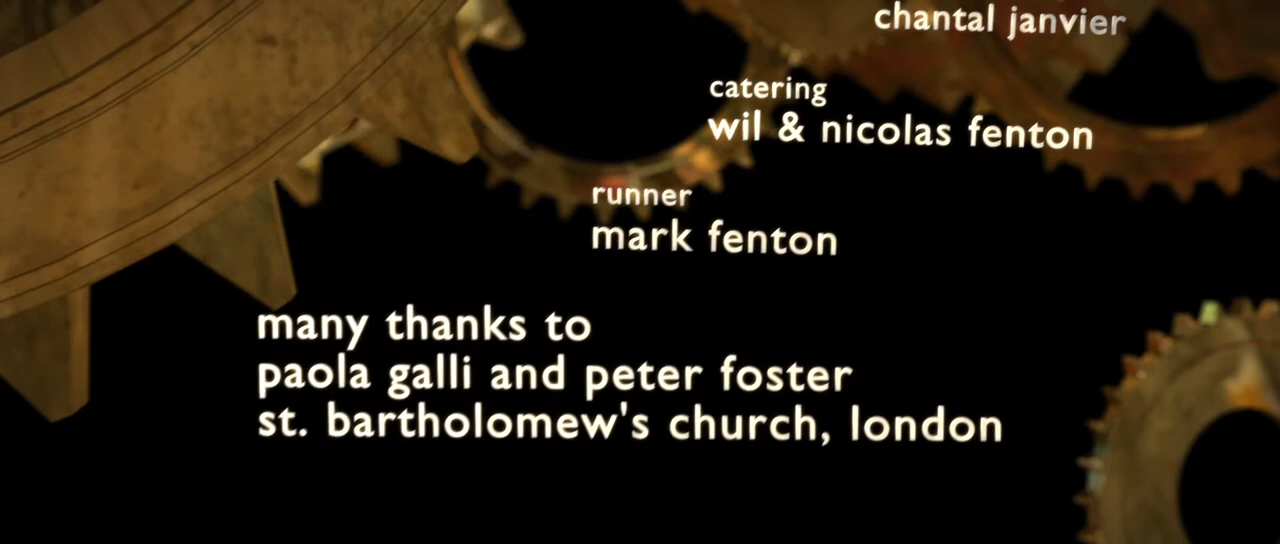 chantal janvier
catering
wil & nicolas fenton
runner
mark fenton
many thanks to
paola galli and peter foster
st. bartholomew's church, london